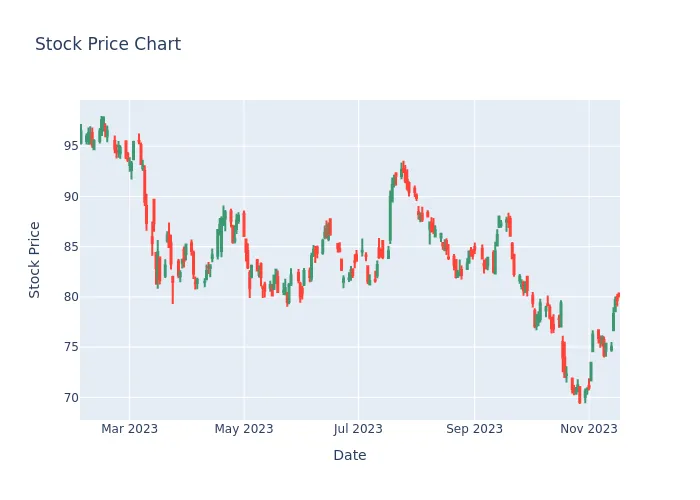 Stock Price Chart
Stock Price
95
90
85
80
75
70
Mar 2023
May 2023
Jul 2023
Sep 2023
Nov 2023
Date